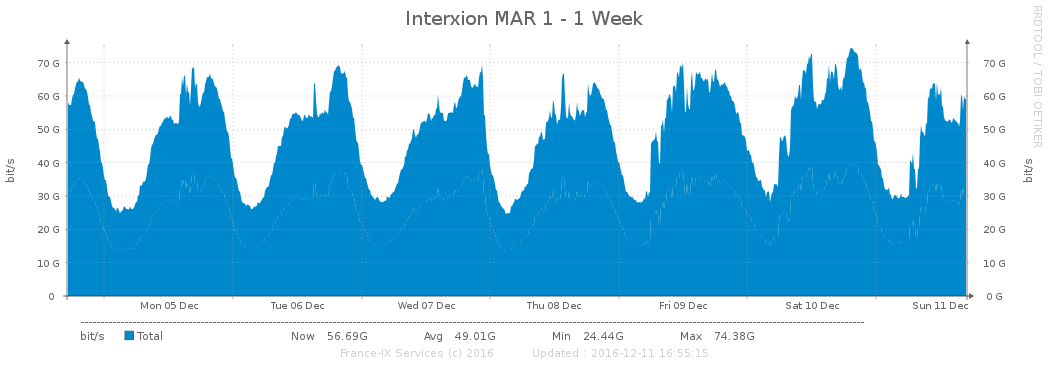 Interxion MAR 1 - 1 Week
RRDTOOL / TOBI OETIKER
bit/s
70 G 70 G
60 G 60 G
50 G 50 G
40 G 40 G
30 G 30 G
20 G 20 G
10 G 10 G
0 0 G
bit/s
Mon 05 Dec Tue 06 Dec Wed 07 Dec Thu 08 Dec Fri 09 Dec Sat 10 Dec Sun 11 Dec
bit/s Total Now 56.69G Avg 49.01G Min 24.44G Max 74.38G
France-IX Services (c) 2016 Updated : 2016-12-11 16:55:15